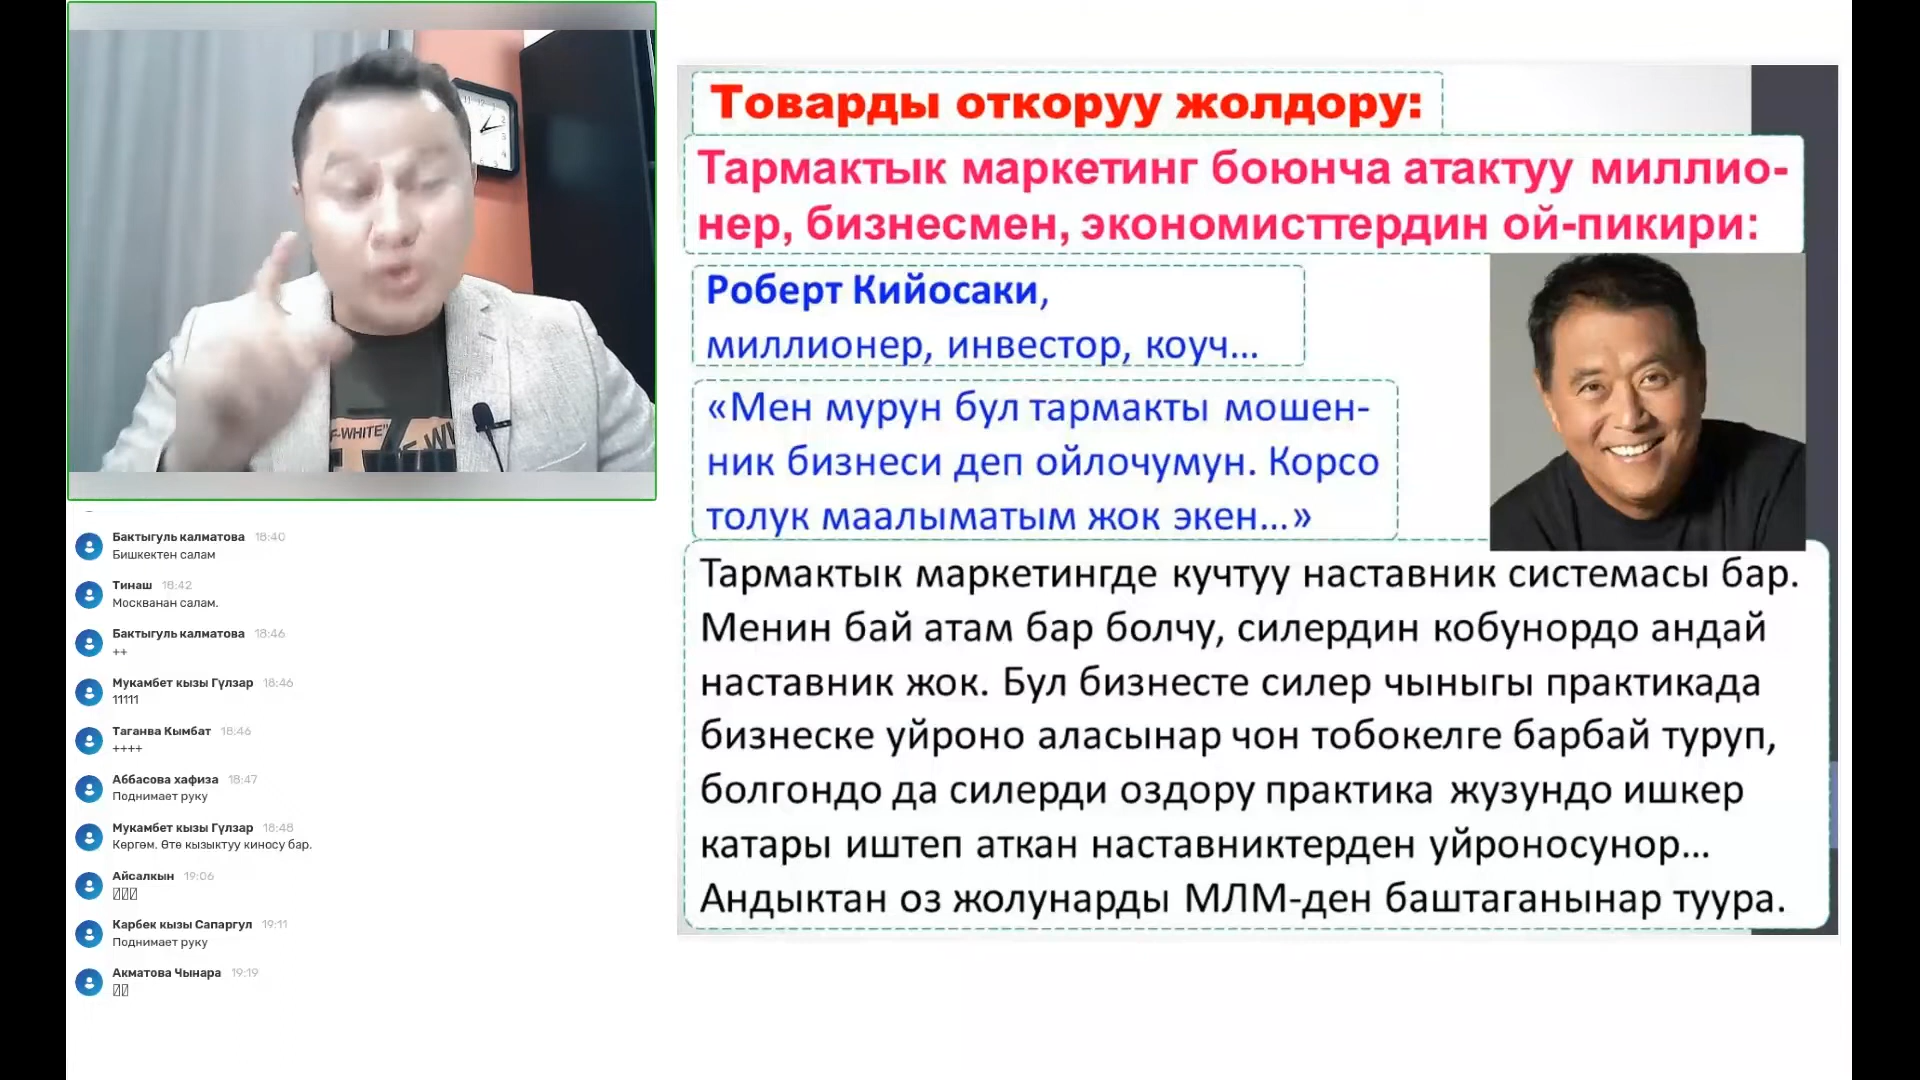 Товарды откоруу жолдору:
Тармактык маркетинг боюнча атактуу миллио-
нер, бизнесмен, экономисттердин ой-пикири:
Роберт Кийосаки,
миллионер, инвестор, коуч...
«Мен мурун бул тармакты мошен-
ник бизнеси деп ойлочумун. Корсо
толук маалыматым жок экен...»
Тармактык маркетингде кучтуу наставник системасы бар.
Менин бай атам бар болчу, силердин кобунордо андай
наставник жок. Бул бизнесте силер чыныгы практикада
бизнеске уйроно аласынар чон тобокелге барбай туруп,
болгондо да силерди оздору практика жузундо ишкер
катары иштеп аткан наставниктерден уйроносунор...
Андыктан оз жолунарды МЛМ-ден баштаганынар туура.
Бактыгуль калматова 18:40
Бишкектен салам
Тинаш 18:42
Москванан салам.
Бактыгуль калматова 18:46
++
Мукамбет кызы Гүлзар 18:46
11111
Таганва Кымбат 18:46
++++
Аббасова хафиза 18:47
Поднимает руку
Мукамбет кызы Гүлзар 18:48
Көргөм. Өтө кызыктуу киносу бар.
Айсалкын 19:06
Карбек кызы Сапаргул 19:11
Поднимает руку
Акматова Чынара 19:19